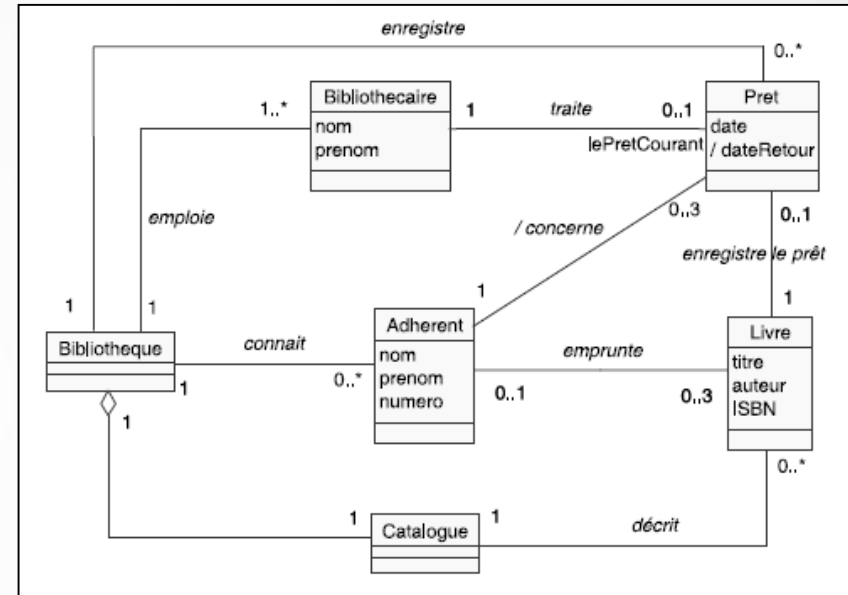 enregistre
0..*
Bibliothecaire
nom
prenom
1..*
1
traite
0..1
lePretCourant
Pret
date
/ dateRetour
emploie
/ concerne
0..3
0..1
enregistre le prêt
1
1
1
1
Bibliotheque
connait
1
0..*
Adherent
nom
prenom
numero
emprunte
0..1
0..3
Livre
titre
auteur
ISBN
1
0..*
1
Catalogue
1
décrit